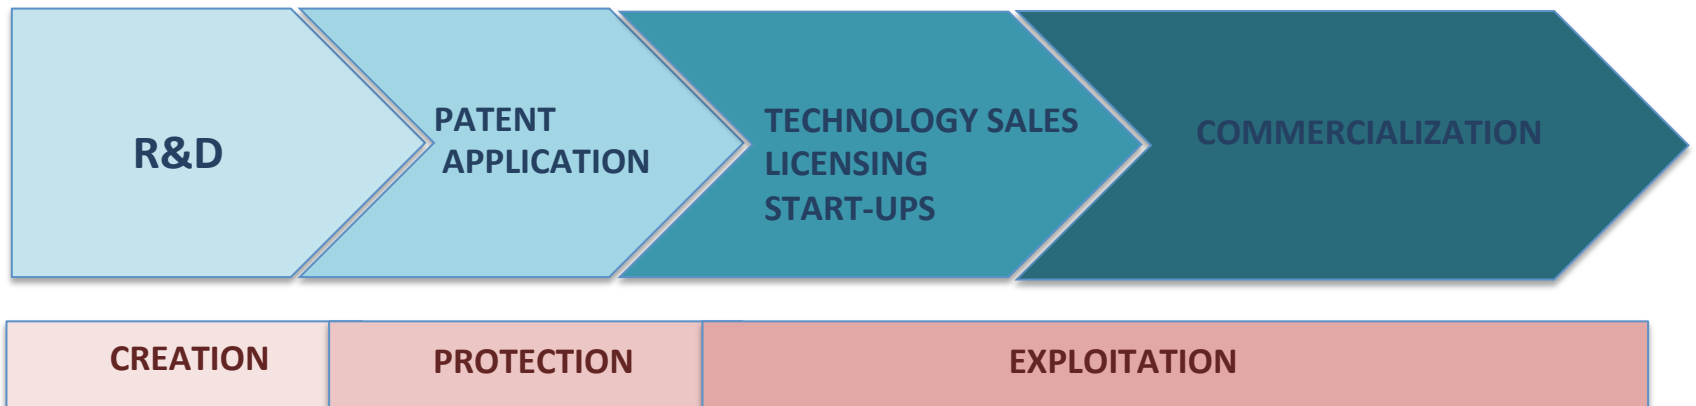 R&D
PATENT
APPLICATION
TECHNOLOGY SALES
LICENSING
START-UPS
COMMERCIALIZATION
CREATION
PROTECTION
EXPLOITATION